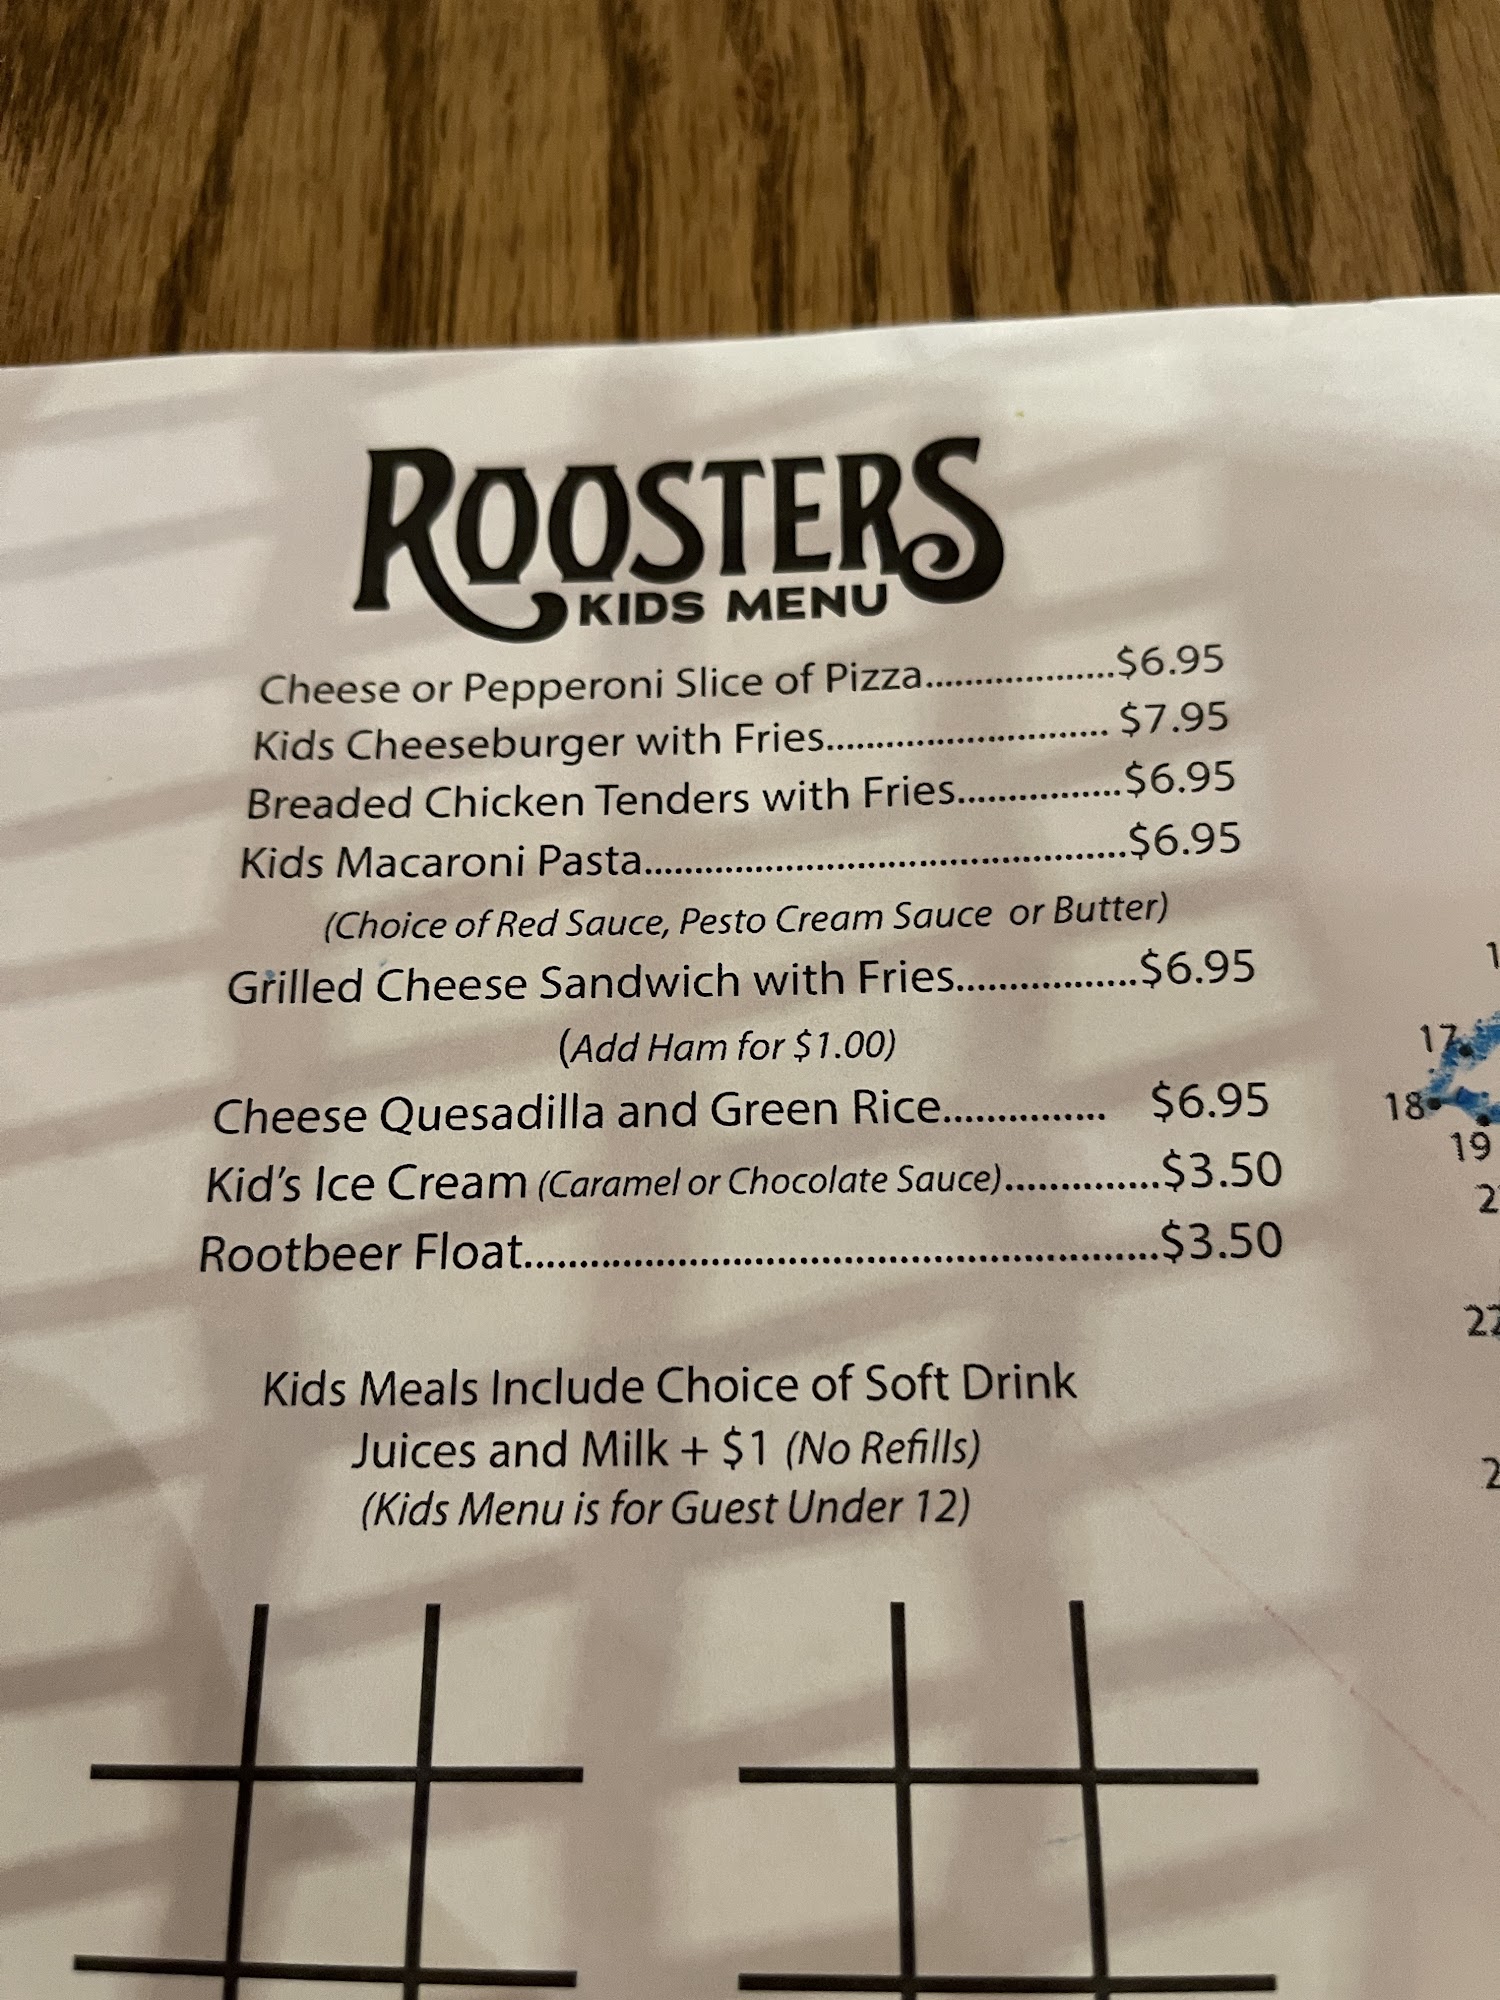 ROOSTERS
KIDS MENU
Cheese or Pepperoni Slice of Pizza...................$6.95
Kids Cheeseburger with Fries............................ $7.95
Breaded Chicken Tenders with Fries................$6.95
Kids Macaroni Pasta................................................$6.95
(Choice of Red Sauce, Pesto Cream Sauce or Butter)
Grilled Cheese Sandwich with Fries.................$6.95
(Add Ham for $1.00)
Cheese Quesadilla and Green Rice............... $6.95
Kid's Ice Cream (Caramel or Chocolate Sauce)..............$3.50
Rootbeer Float.........................................................$3.50
Kids Meals Include Choice of Soft Drink
Juices and Milk + $1 (No Refills)
(Kids Menu is for Guest Under 12)
17
18
19